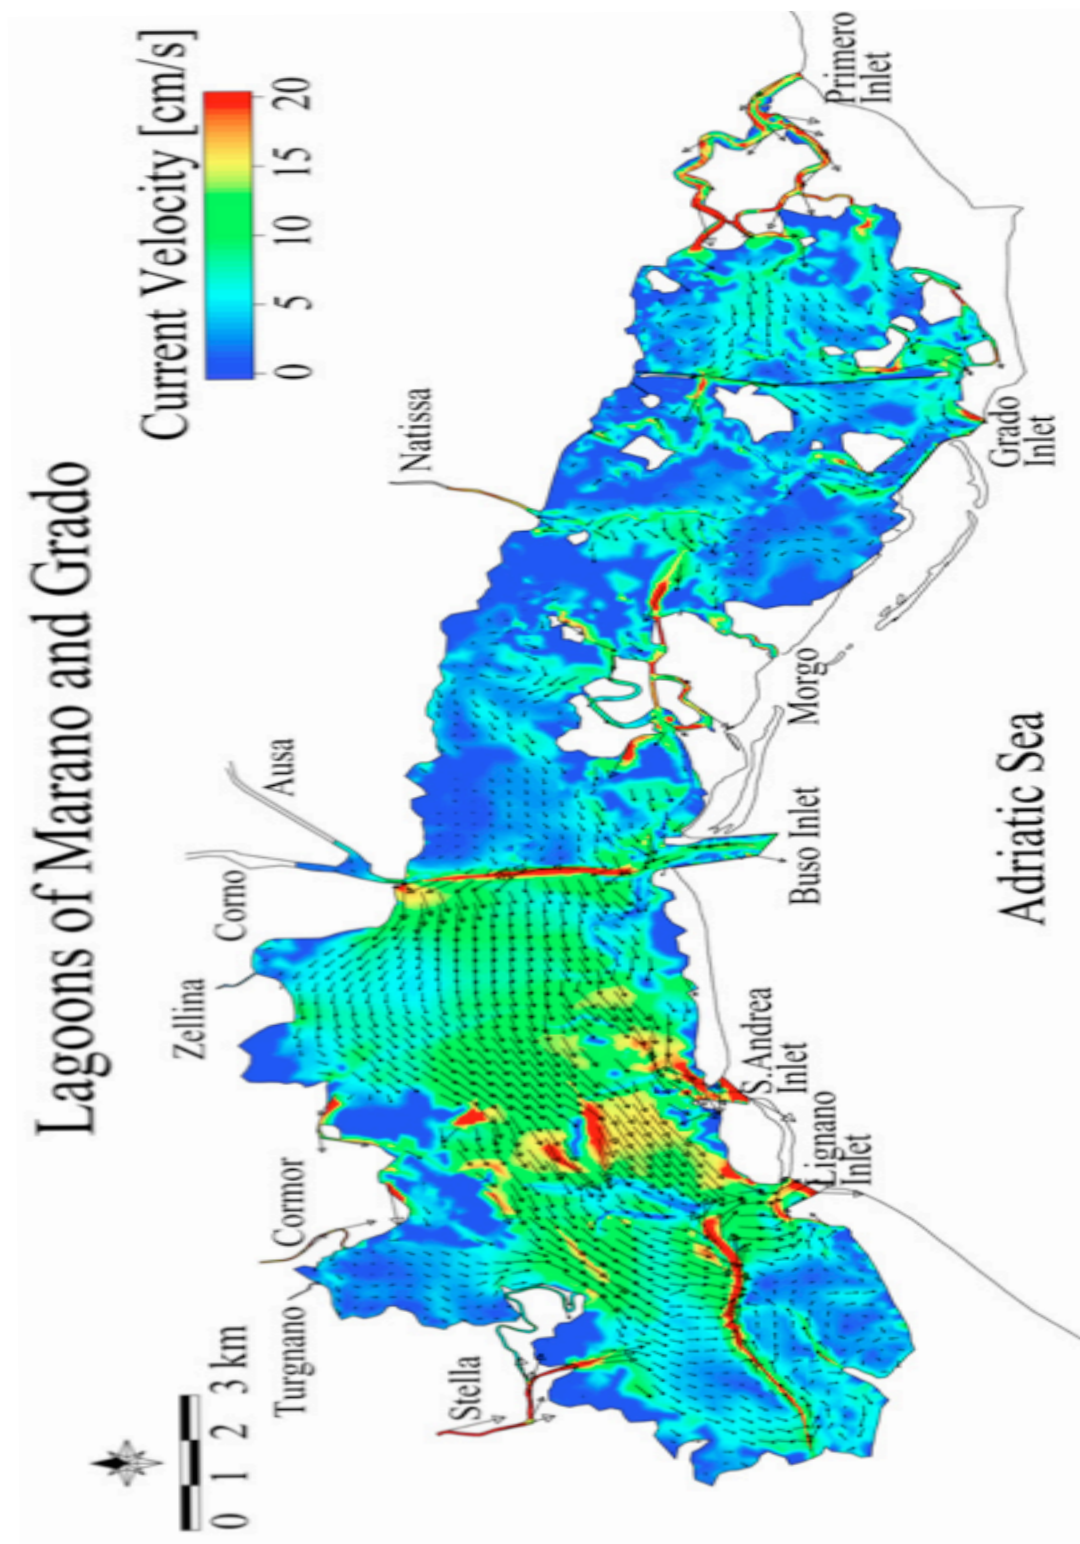 Lagoons of Marano and Grado
Current Velocity [cm/s]
0 5 10 15 20
0 1 2 3 km
Turgnano
Stella
Cormor
Zellina
Corno
Ausa
Natissa
Primero
Inlet
Grado
Inlet
Morgo
Buso Inlet
S.Andrea
Inlet
Lignano
Inlet
Adriatic Sea